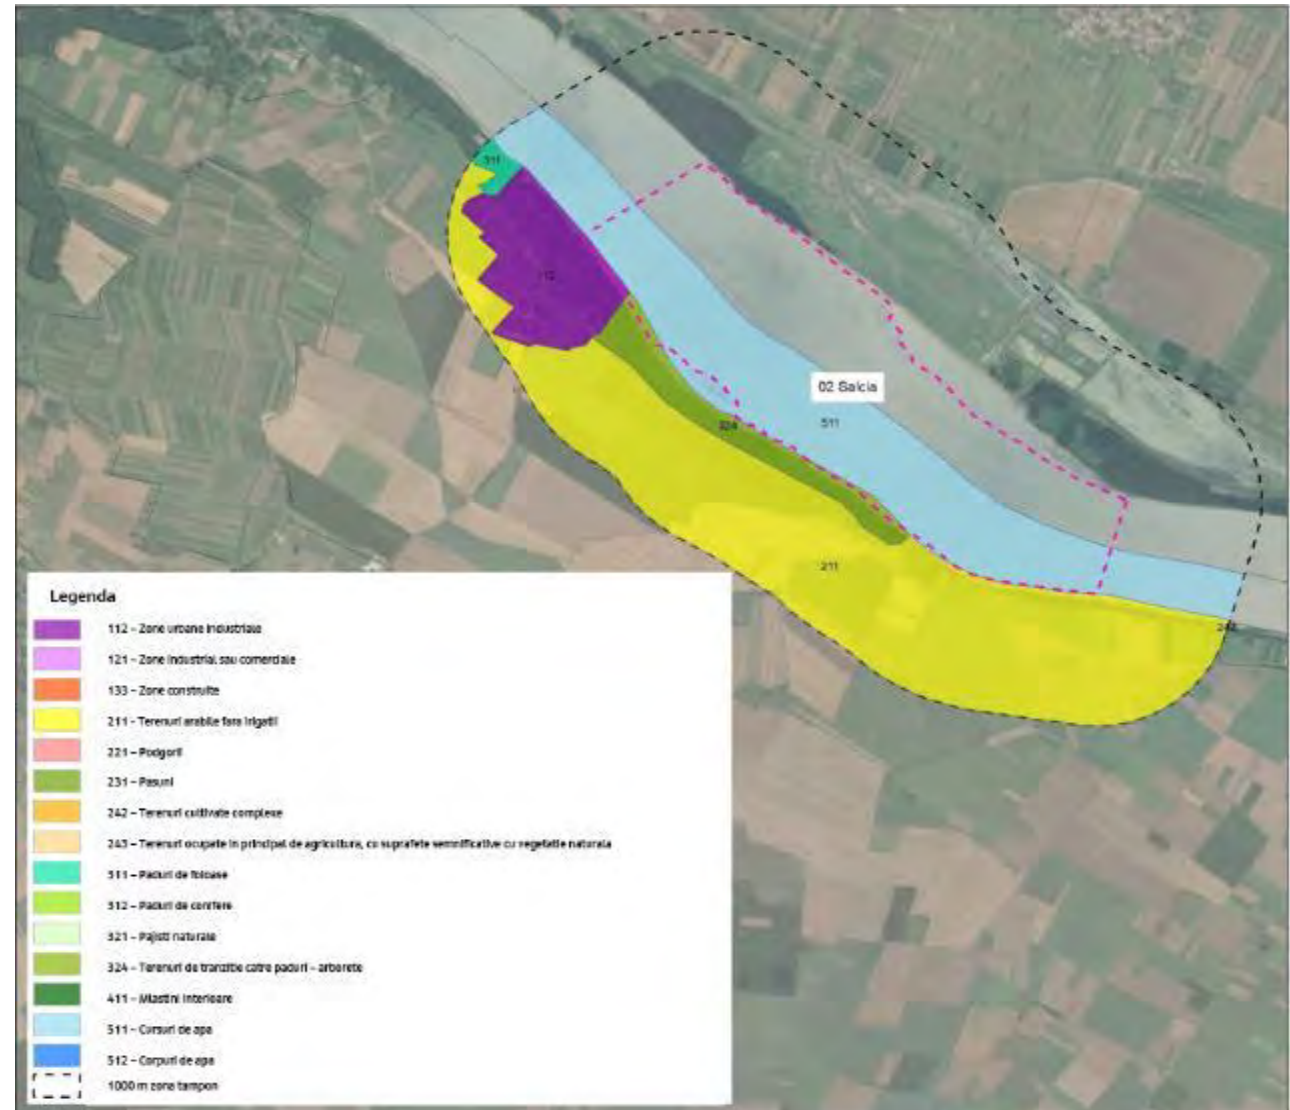 311
112
02 Salcia
511
324
211
242
Legenda
112 – Zone urbane industriale
121 – Zone industrial sau comerciale
133 – Zone construite
211 - Terenuri arabile fara irigatii
221 – Podgorii
231 – Pasuni
242 – Terenuri cultivate complexe
243 – Terenuri ocupate in principal de agricultura, cu suprafete semnificative cu vegetatie naturala
311 – Paduri de foioase
312 – Paduri de conifere
321 – Pajisti naturale
324 – Terenuri de tranzitie catre paduri – arborete
411 – Mlastini interioare
511 – Cursuri de apa
512 – Corpuri de apa
1000 m zona tampon